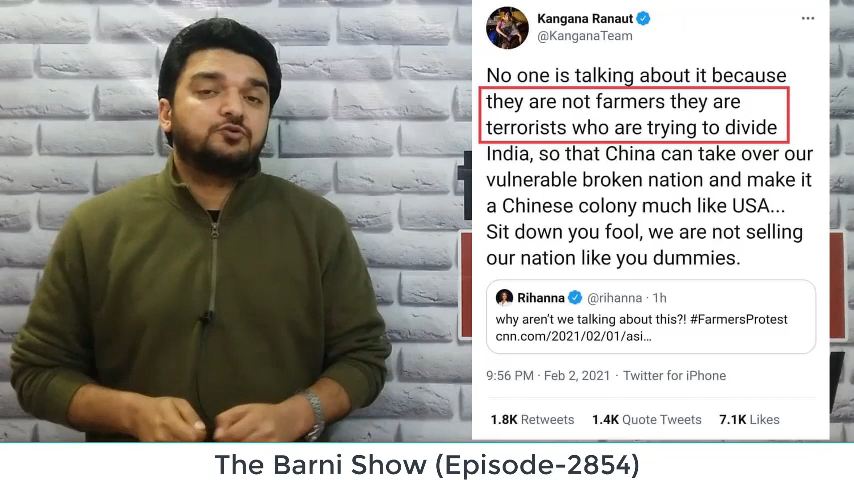 Kangana Ranaut
@KanganaTeam
No one is talking about it because
they are not farmers they are
terrorists who are trying to divide
India, so that China can take over our
vulnerable broken nation and make it
a Chinese colony much like USA...
Sit down you fool, we are not selling
our nation like you dummies.
Rihanna @rihanna · 1h
why aren't we talking about this?! #FarmersProtest
cnn.com/2021/02/01/asi...
9:56 PM · Feb 2, 2021 · Twitter for iPhone
1.8K Retweets 1.4K Quote Tweets 7.1K Likes
The Barni Show (Episode-2854)